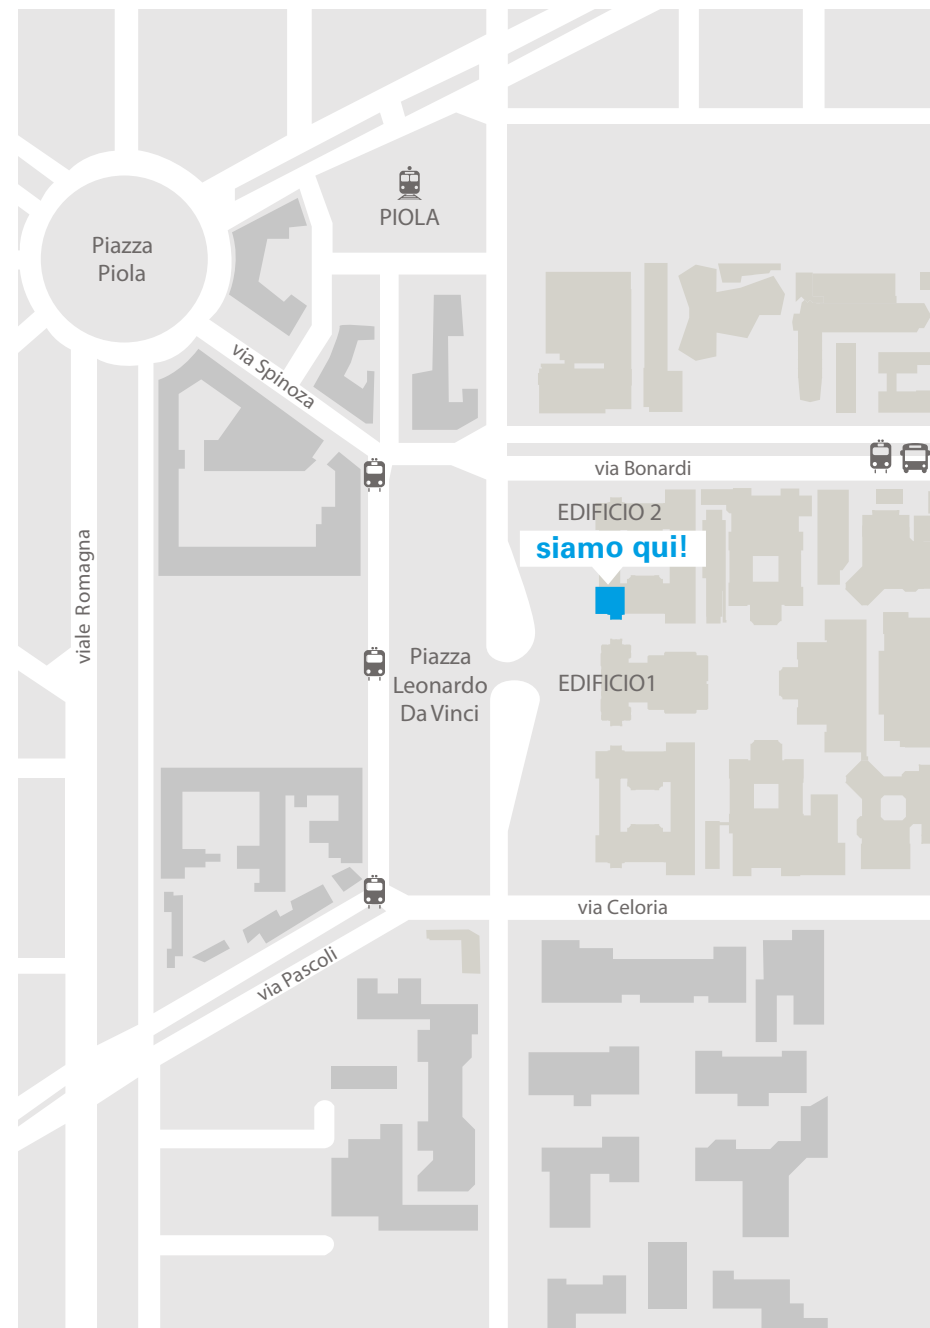 PIOLA
Piazza
Piola
via Spinoza
via Bonardi
EDIFICIO 2
siamo qui!
viale Romagna
Piazza
Leonardo
Da Vinci
EDIFICIO1
via Celoria
via Pascoli